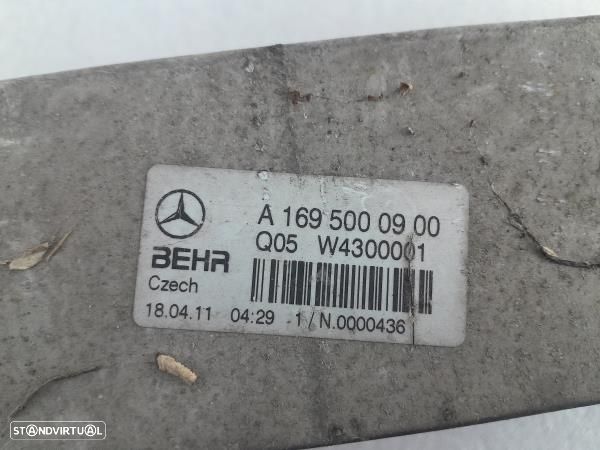 A 169 500 09 00
Q05 W4300001
BEHR
Czech
18.04.11 04:29 1/N.0000436
STANDVIRTUAL